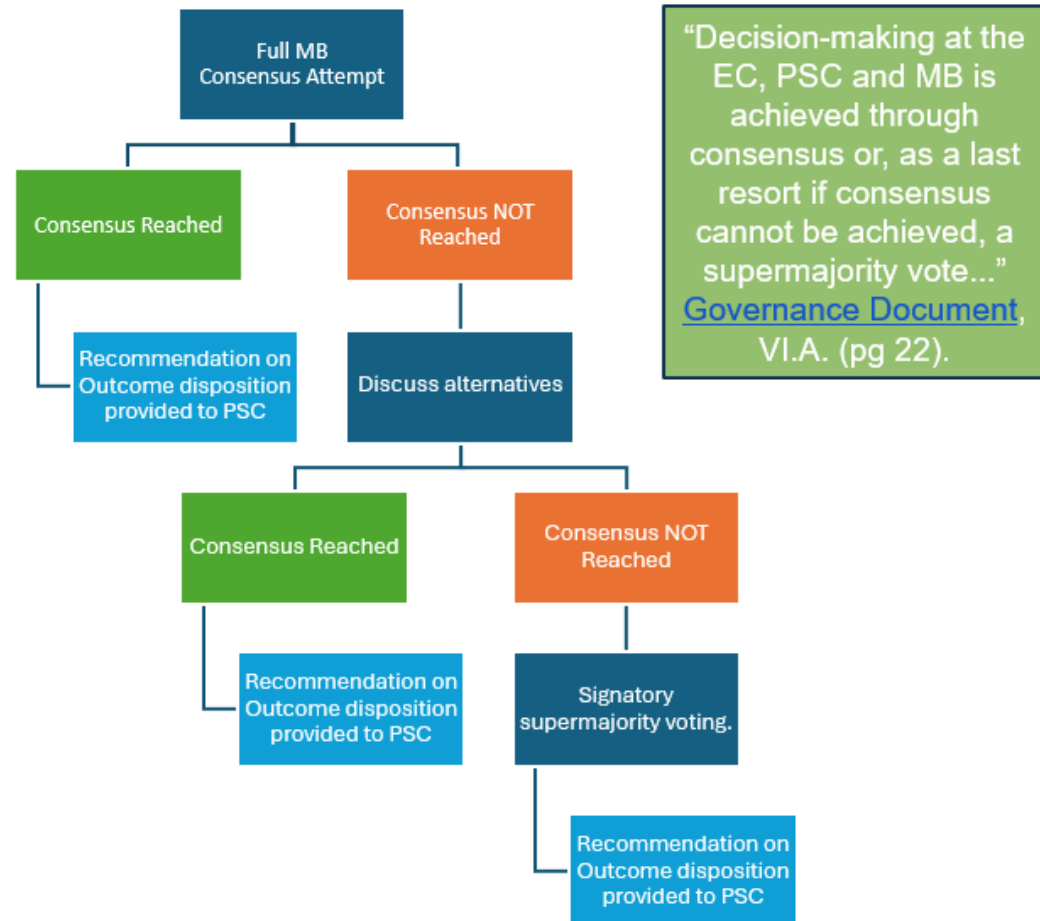 Full MB
Consensus Attempt
Consensus Reached
Consensus NOT
Reached
Recommendation on
Outcome disposition
provided to PSC
Discuss alternatives
Consensus Reached
Consensus NOT
Reached
Recommendation on
Outcome disposition
provided to PSC
Signatory
supermajority voting.
Recommendation on
Outcome disposition
provided to PSC
“Decision-making at the
EC, PSC and MB is
achieved through
consensus or, as a last
resort if consensus
cannot be achieved, a
supermajority vote...”
Governance Document,
VI.A. (pg 22).